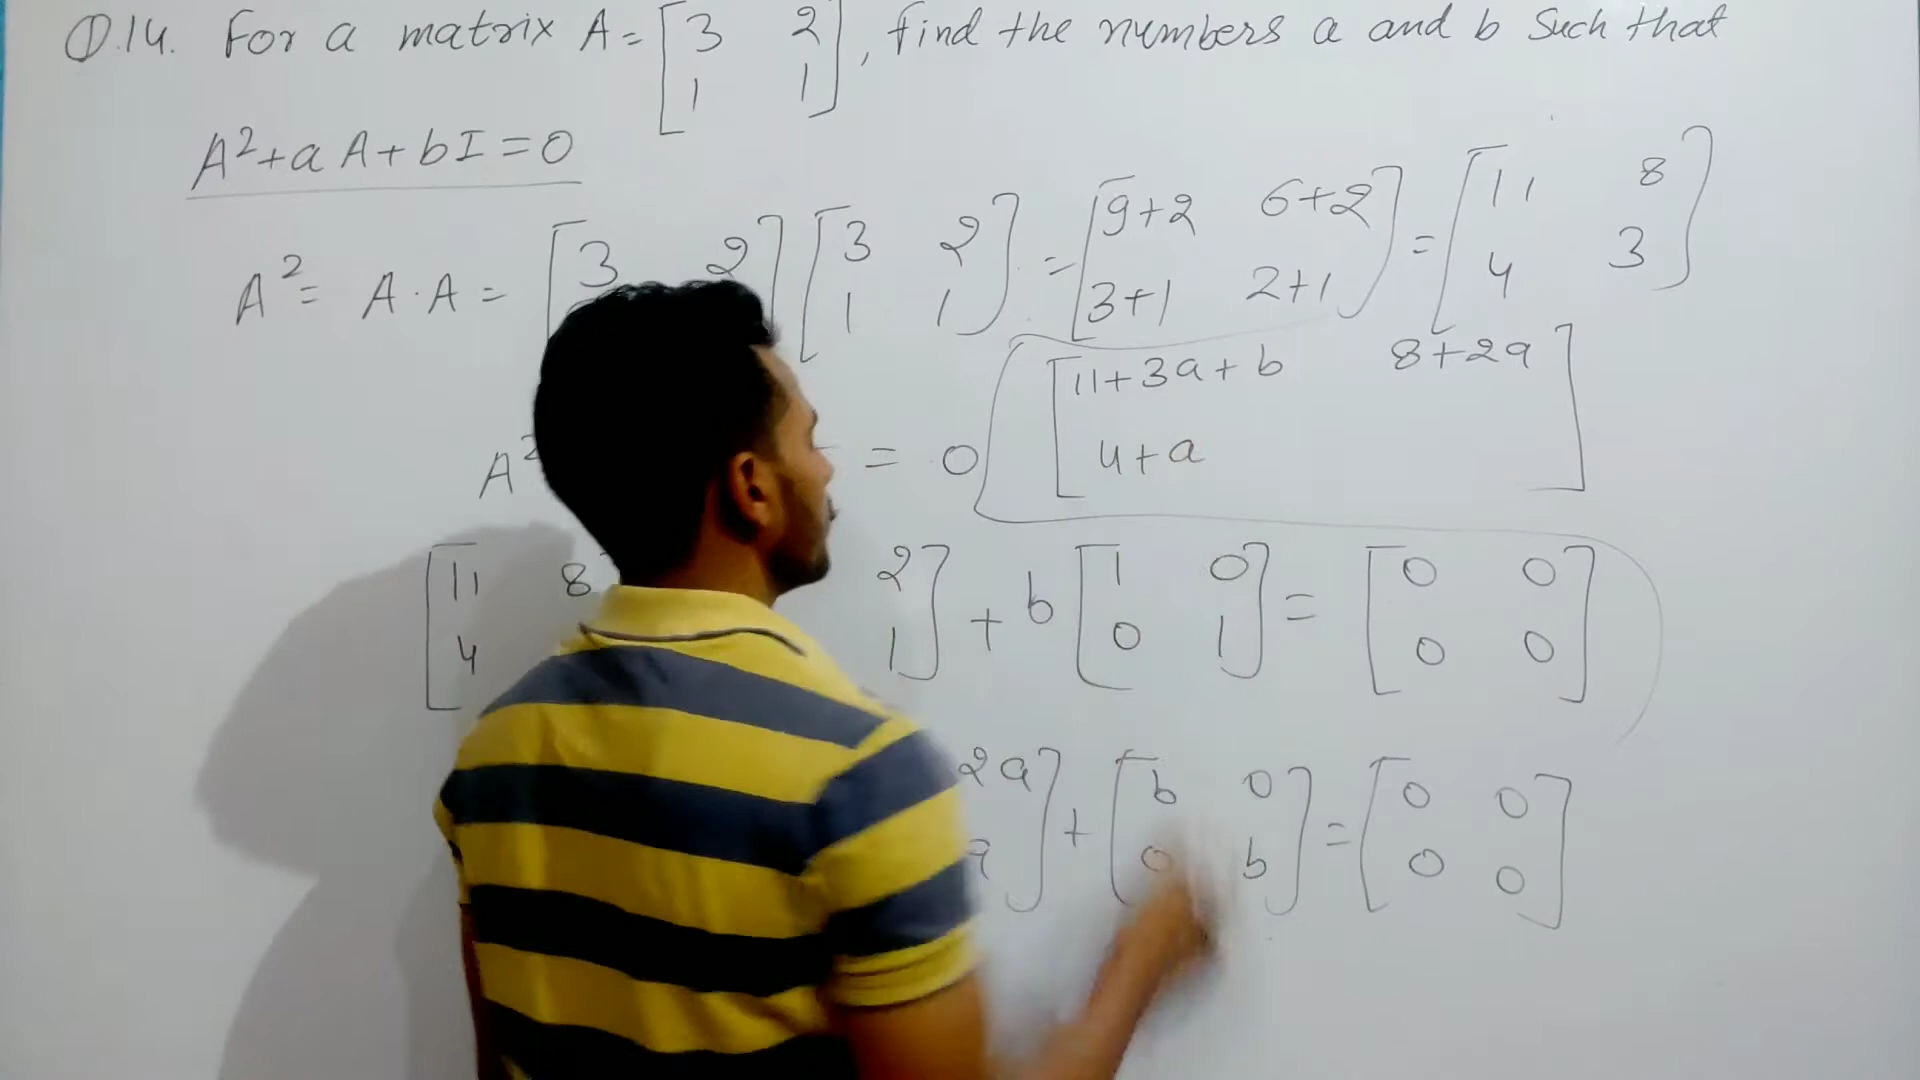 Q.14. For a matrix A = [3 2], find the numbers a and b such that
1 1
A²+aA+bI=0
A² = A·A = [3 2] [3 2] = [9+2 6+2] = [11 8]
1 1 3+1 2+1 4 3
[11+3a+b 8+2a]
A² = 0 4+a
[11 8 2] + b [1 0] = [0 0]
4 1 0 1 0 0
2a] + [b 0] = [0 0]
a 0 b 0 0